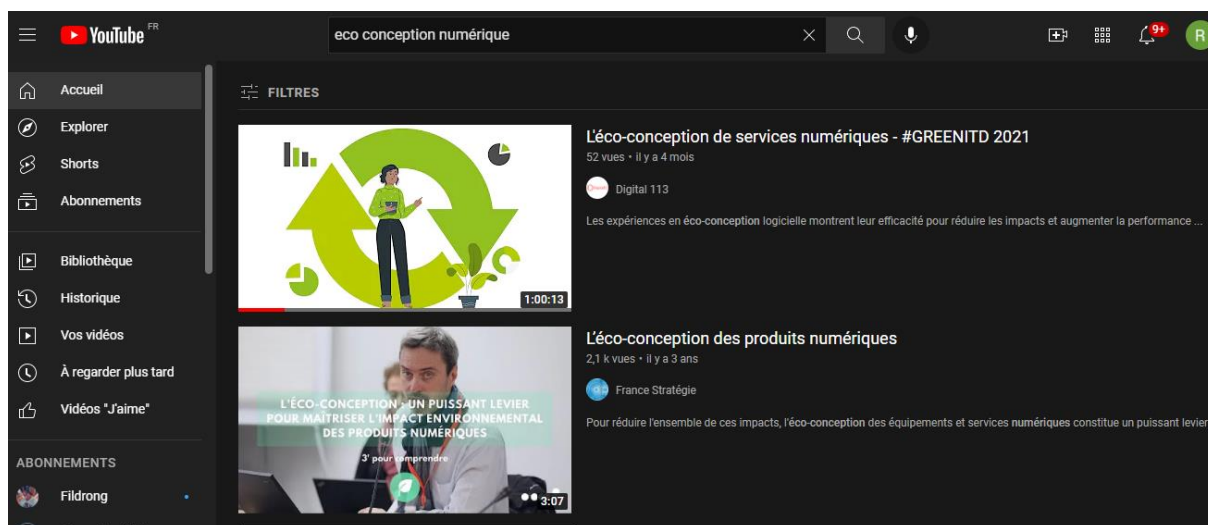 YouTube FR
eco conception numérique
9+
R
Accueil
Explorer
Shorts
Abonnements
Bibliothèque
Historique
Vos vidéos
À regarder plus tard
Vidéos "J'aime"
ABONNEMENTS
Fildrong
FILTRES
1:00:13
L'éco-conception de services numériques - #GREENITD 2021
52 vues • il y a 4 mois
Digital 113
Les expériences en éco-conception logicielle montrent leur efficacité pour réduire les impacts et augmenter la performance ...
L'ÉCO-CONCEPTION : UN PUISSANT LEVIER
POUR MAÎTRISER L'IMPACT ENVIRONNEMENTAL
DES PRODUITS NUMÉRIQUES
3' pour comprendre
3:07
L'éco-conception des produits numériques
2,1 k vues • il y a 3 ans
France Stratégie
Pour réduire l'ensemble de ces impacts, l'éco-conception des équipements et services numériques constitue un puissant levier